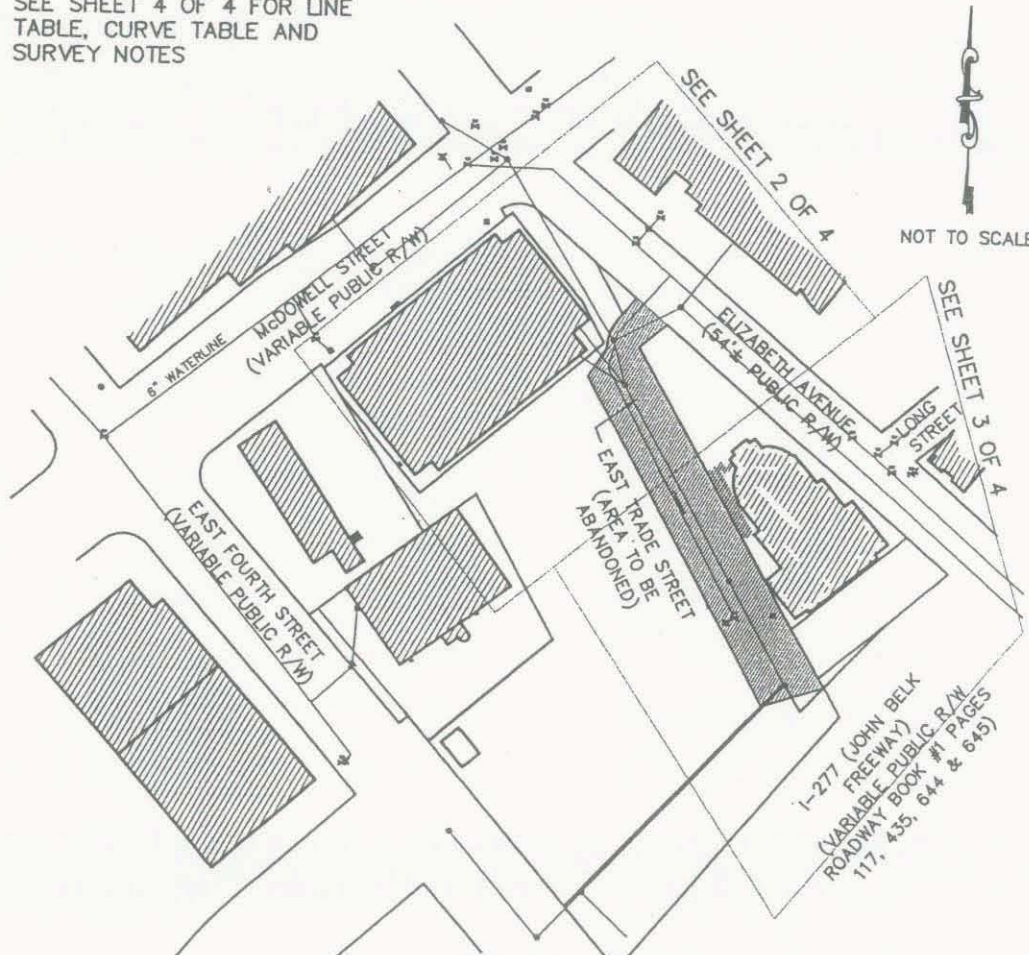 SEE SHEET 4 OF 4 FOR LINE
TABLE, CURVE TABLE AND
SURVEY NOTES
SEE SHEET 2 OF 4
NOT TO SCALE
SEE SHEET 3 OF 4
McDOWELL STREET
(VARIABLE PUBLIC R/W)
6" WATERLINE
ELIZABETH AVENUE
(54'± PUBLIC R/W)
LONG
STREET
EAST TRADE STREET
(AREA TO BE
ABANDONED)
EAST FOURTH STREET
(VARIABLE PUBLIC R/W)
I-277 (JOHN BELK
FREEWAY)
(VARIABLE PUBLIC R/W
ROADWAY BOOK #1 PAGES
117, 435, 644 & 645)